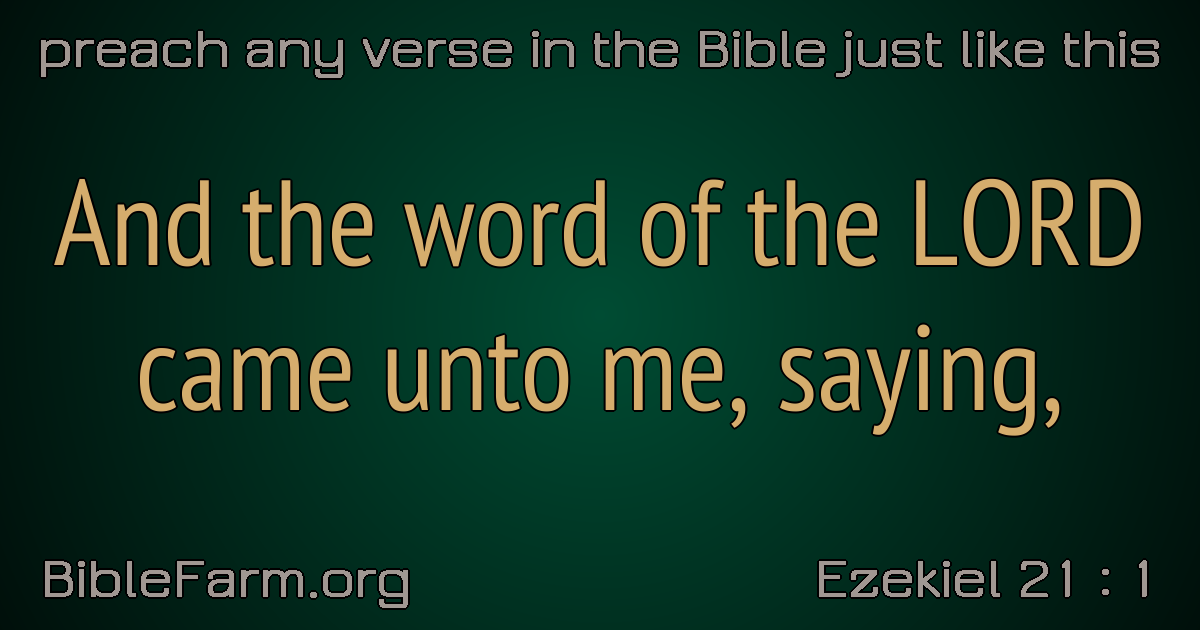 preach any verse in the Bible just like this
And the word of the LORD
came unto me, saying,
BibleFarm.org
Ezekiel 21 : 1